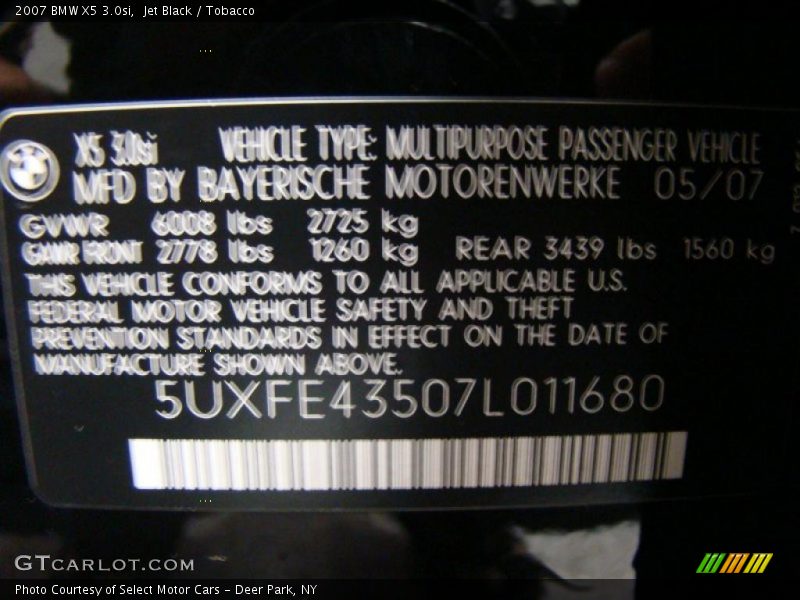 2007 BMW X5 3.0si, Jet Black / Tobacco
X5 3.0si VEHICLE TYPE: MULTIPURPOSE PASSENGER VEHICLE
MFD BY BAYERISCHE MOTORENWERKE 05/07
GVWR 6008 lbs 2725 kg
GAWR FRONT 2778 lbs 1260 kg REAR 3439 lbs 1560 kg
THIS VEHICLE CONFORMS TO ALL APPLICABLE U.S.
FEDERAL MOTOR VEHICLE SAFETY AND THEFT
PREVENTION STANDARDS IN EFFECT ON THE DATE OF
MANUFACTURE SHOWN ABOVE.
5UXFE43507L011680
GTCARLOT.COM
Photo Courtesy of Select Motor Cars - Deer Park, NY